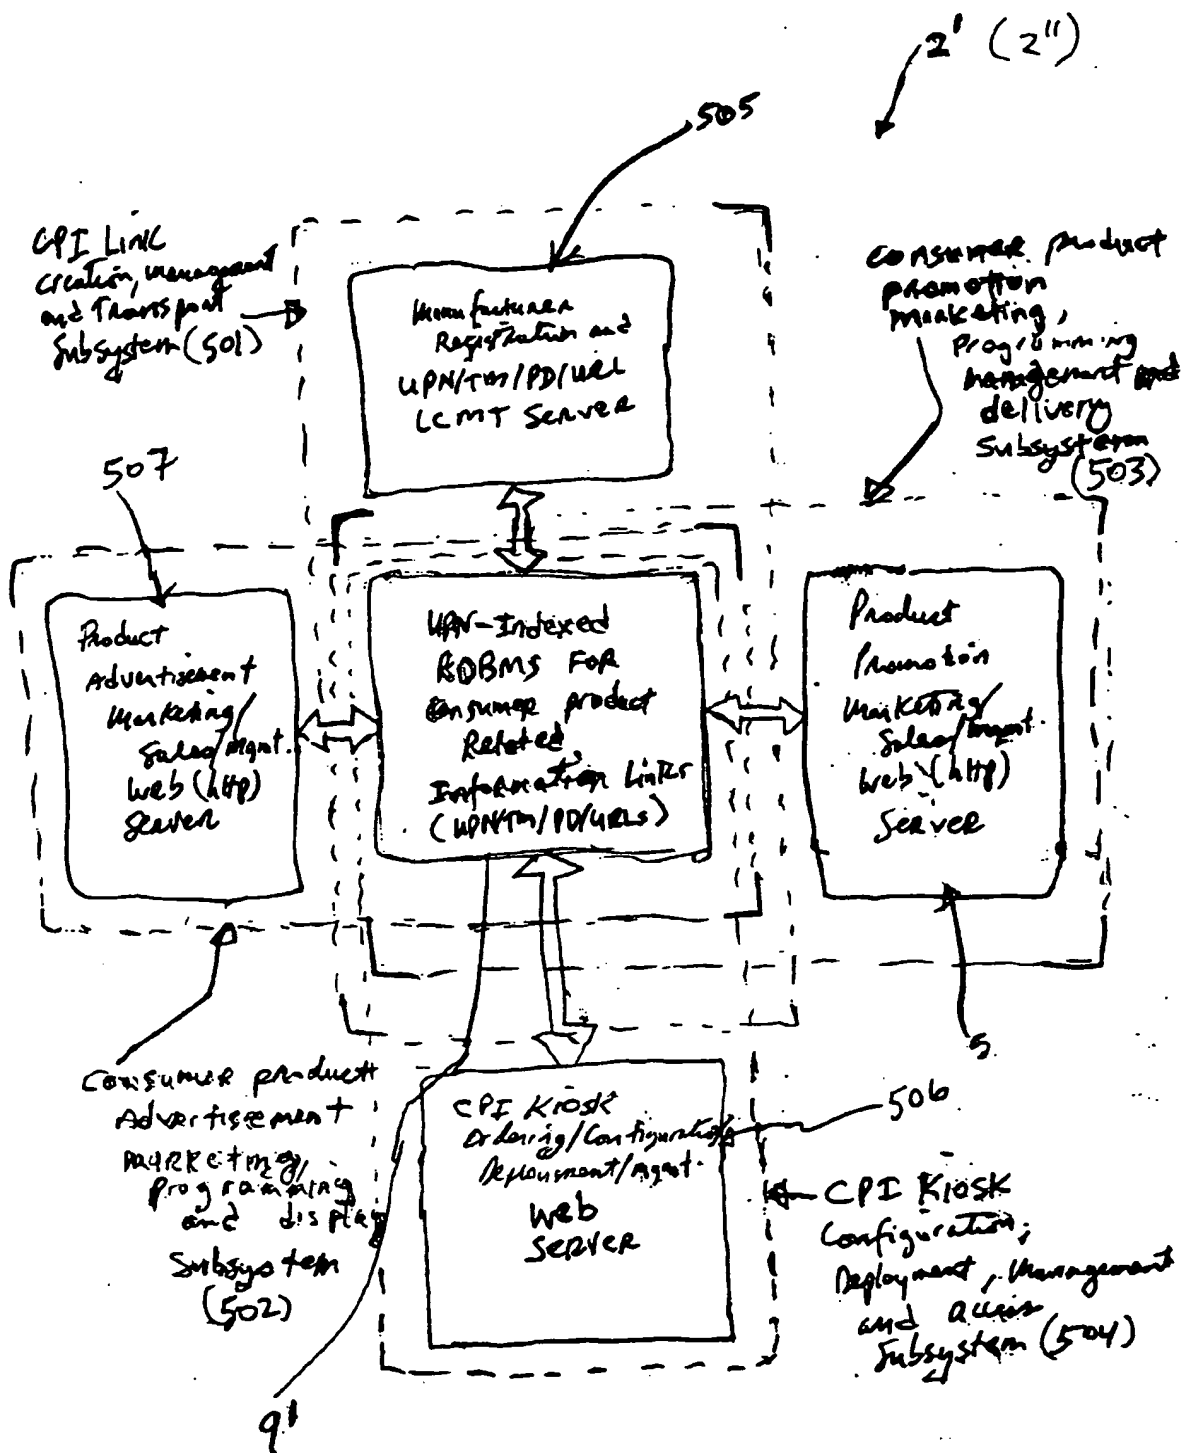 2' (2")
505
CPI LINK
Creation, management
and Transport
Subsystem (501)
Manufacturer
Registration and
UPN/TM/PD/URL
LCMT SERVER
Consumer product
promotion
marketing,
Programming
management and
delivery
Subsystem
(503)
507
Product
Advertisement
Marketing/
Sales/mgmt.
Web (http)
Server
UPN-Indexed
RDBMS FOR
Consumer product
Related
Information Links
(UPN/TM/PD/URLs)
Product
Promotion
Marketing/
Sales/mgmt.
Web (http)
Server
5
Consumer product
Advertisement
Marketing,
programming
and display
Subsystem
(502)
CPI Kiosk
Ordering/Configuration
Deployment/mgmt.
Web
SERVER
506
CPI Kiosk
Configuration,
Deployment, Management
and Access
Subsystem (504)
9'